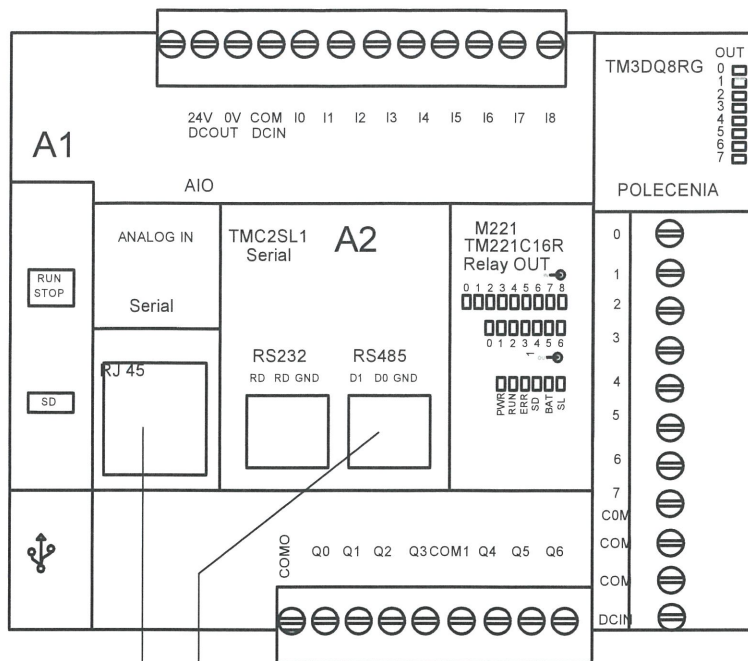 TM3DQ8RG
OUT
0
1
2
3
4
5
6
7
24V 0V COM I0 I1 I2 I3 I4 I5 I6 I7 I8
DCOUT DCIN
A1
AIO
POLECENIA
ANALOG IN
Serial
TMC2SL1
Serial
A2
M221
TM221C16R
Relay OUT
0 1 2 3 4 5 6 7 8
0 1 2 3 4 5 6
1
PWR
RUN
ERR
SD
BAT
SL
RUN
STOP
SD
RJ 45
RS232
RD RD GND
RS485
D1 D0 GND
0
1
2
3
4
5
6
7
C0M
COM
COM
DCIN
COMO Q0 Q1 Q2 Q3 COM1 Q4 Q5 Q6